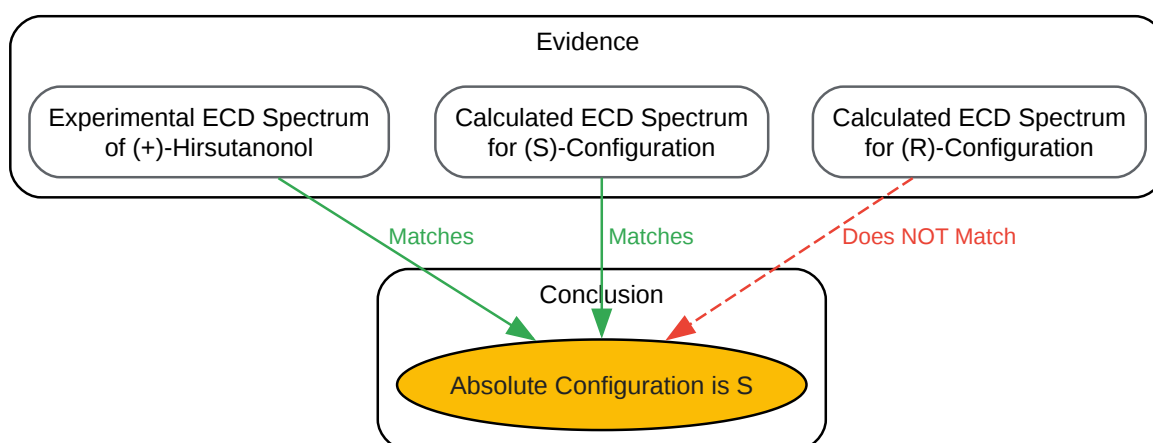 Evidence
Experimental ECD Spectrum
of (+)-Hirsutanonol
Calculated ECD Spectrum
for (S)-Configuration
Calculated ECD Spectrum
for (R)-Configuration
Matches
Matches
Does NOT Match
Conclusion
Absolute Configuration is S